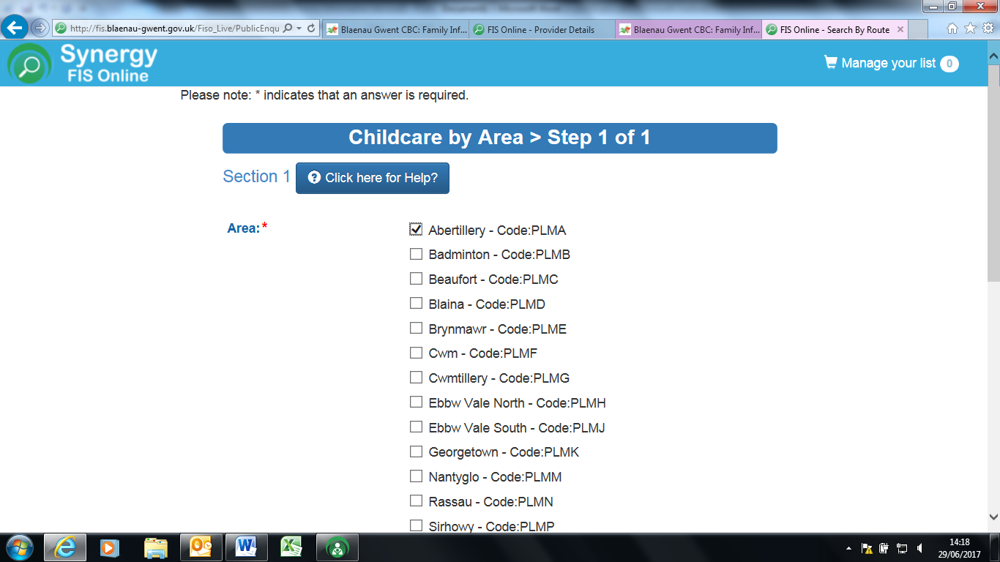 http://fis.blaenau-gwent.gov.uk/Fiso_Live/PublicEnqu
Blaenau Gwent CBC: Family Inf...
FIS Online - Provider Details
Blaenau Gwent CBC: Family Inf...
FIS Online - Search By Route
Synergy
FIS Online
Manage your list 0
Please note: * indicates that an answer is required.
Childcare by Area > Step 1 of 1
Section 1
Click here for Help?
Area:*
Abertillery - Code:PLMA
Badminton - Code:PLMB
Beaufort - Code:PLMC
Blaina - Code:PLMD
Brynmawr - Code:PLME
Cwm - Code:PLMF
Cwmtillery - Code:PLMG
Ebbw Vale North - Code:PLMH
Ebbw Vale South - Code:PLMJ
Georgetown - Code:PLMK
Nantyglo - Code:PLMM
Rassau - Code:PLMN
Sirhowy - Code:PLMP
14:18
29/06/2017